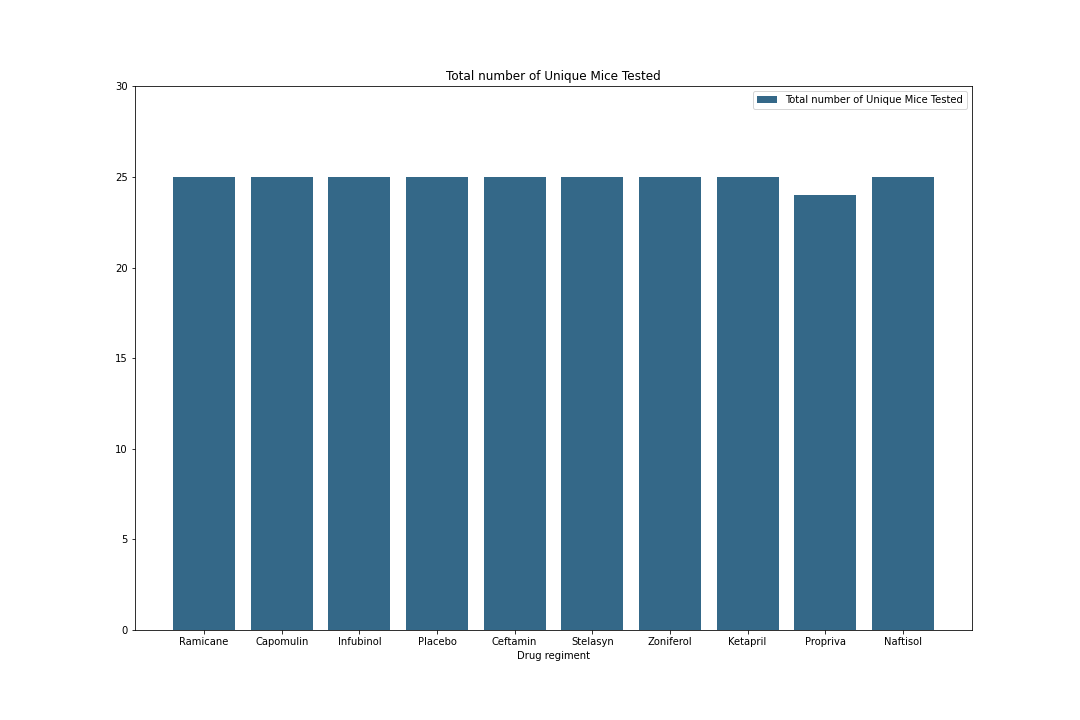 Total number of Unique Mice Tested
Total number of Unique Mice Tested
30
25
20
15
10
5
0
Ramicane Capomulin Infubinol Placebo Ceftamin Stelasyn Zoniferol Ketapril Propriva Naftisol
Drug regiment